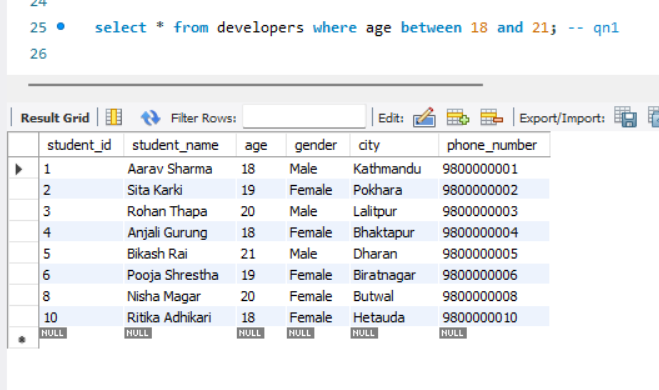 24
25 select * from developers where age between 18 and 21; -- qn1
26
Result Grid Filter Rows: Edit: Export/Import:
student_id student_name age gender city phone_number
1 Aarav Sharma 18 Male Kathmandu 9800000001
2 Sita Karki 19 Female Pokhara 9800000002
3 Rohan Thapa 20 Male Lalitpur 9800000003
4 Anjali Gurung 18 Female Bhaktapur 9800000004
5 Bikash Rai 21 Male Dharan 9800000005
6 Pooja Shrestha 19 Female Biratnagar 9800000006
8 Nisha Magar 20 Female Butwal 9800000008
10 Ritika Adhikari 18 Female Hetauda 9800000010
NULL NULL NULL NULL NULL NULL